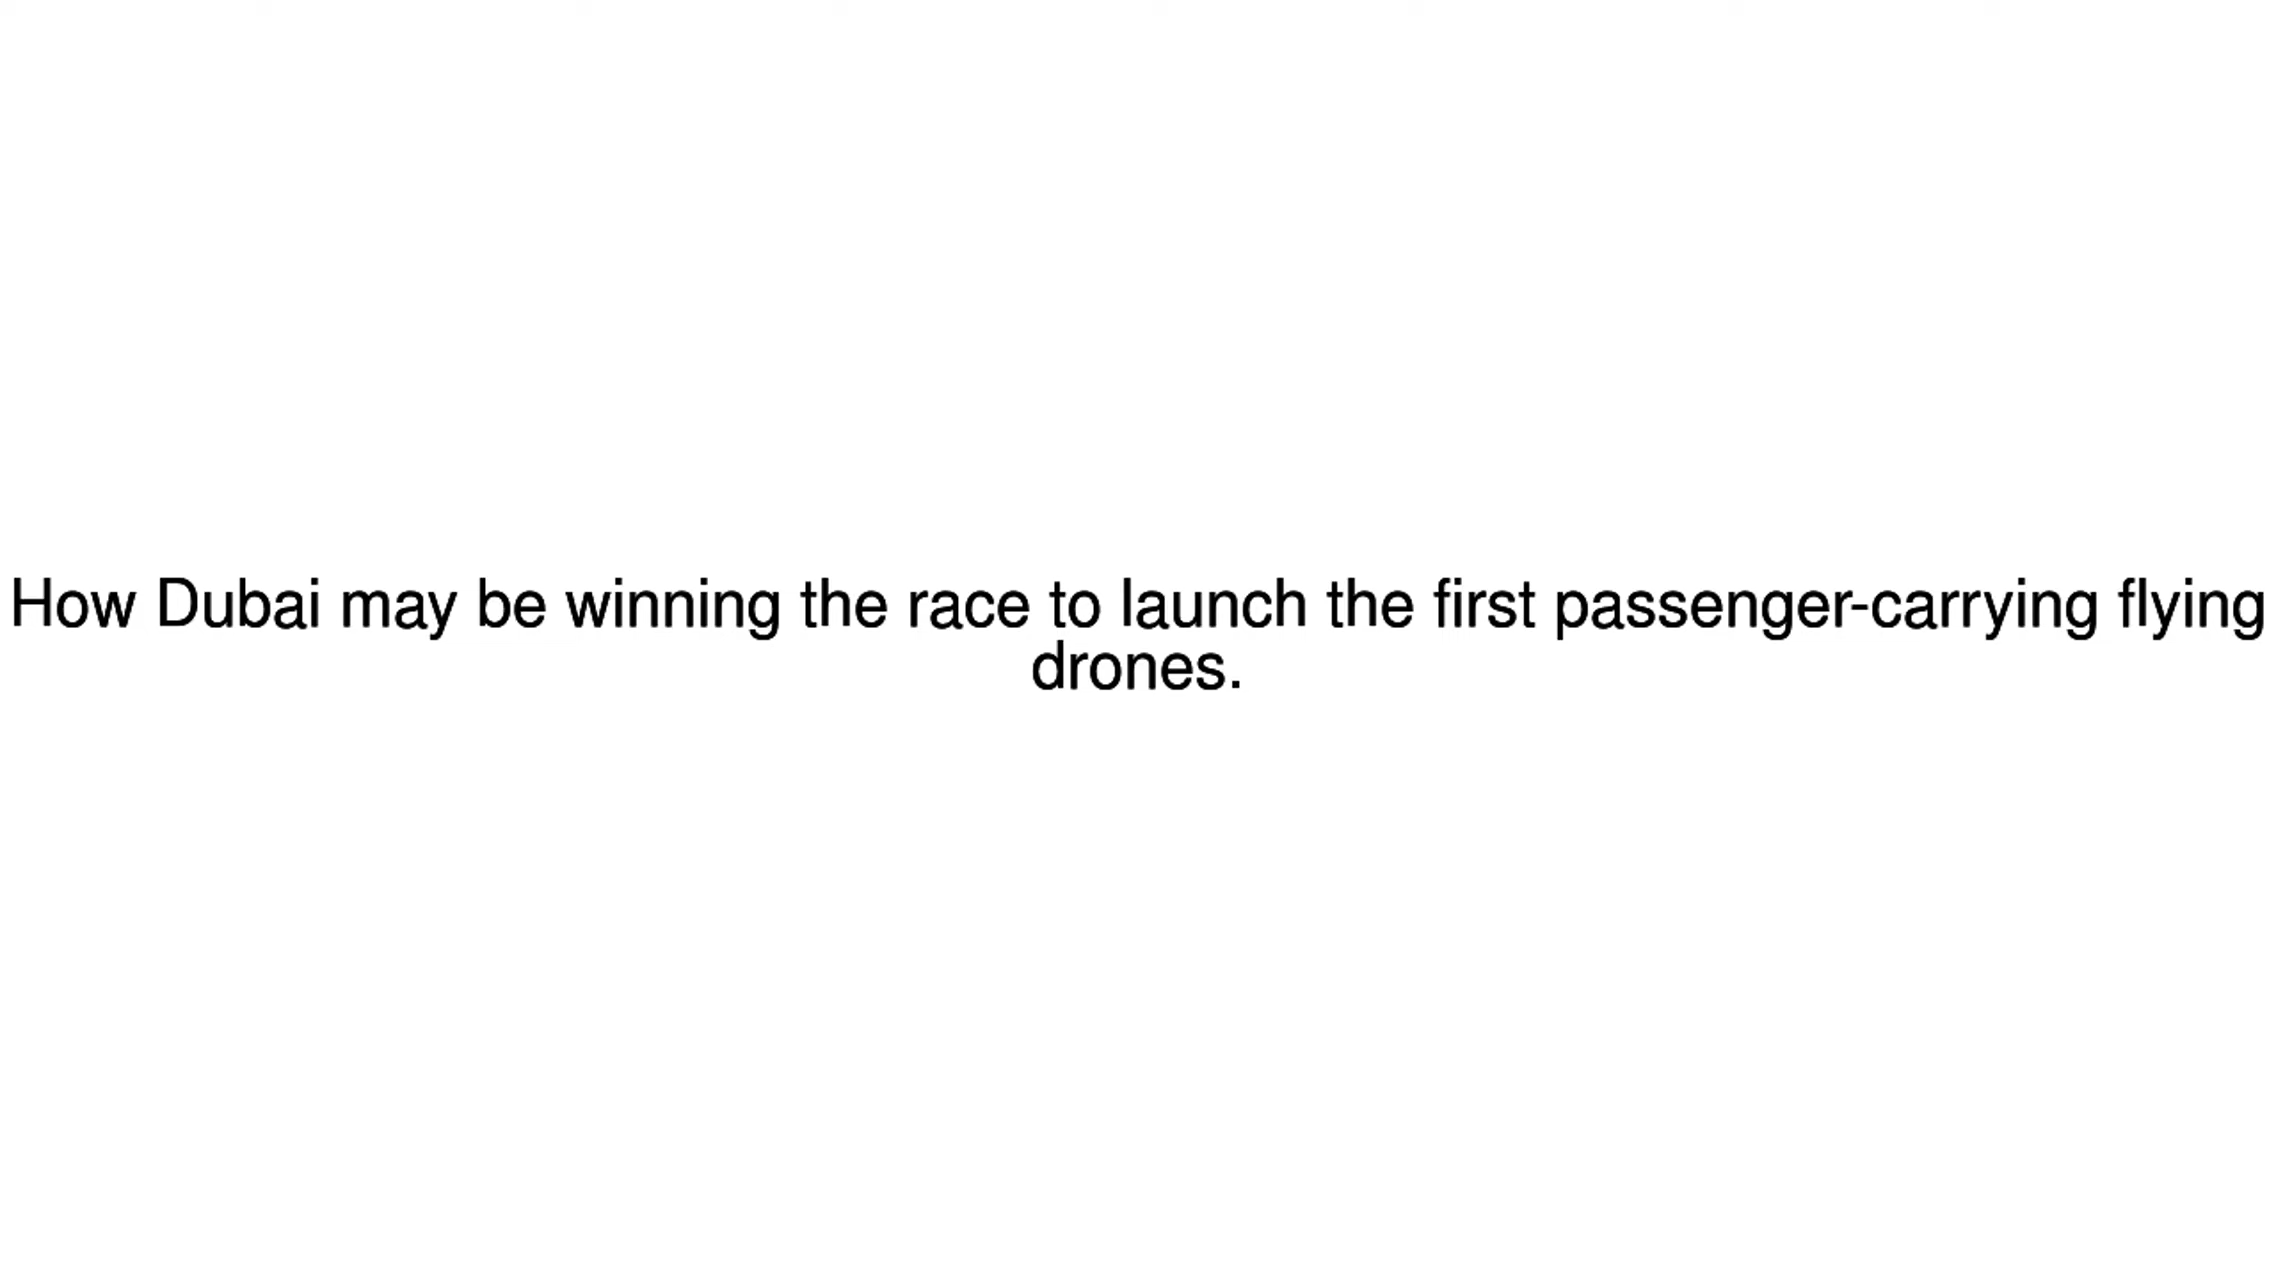 How Dubai may be winning the race to launch the first passenger-carrying flying
drones.